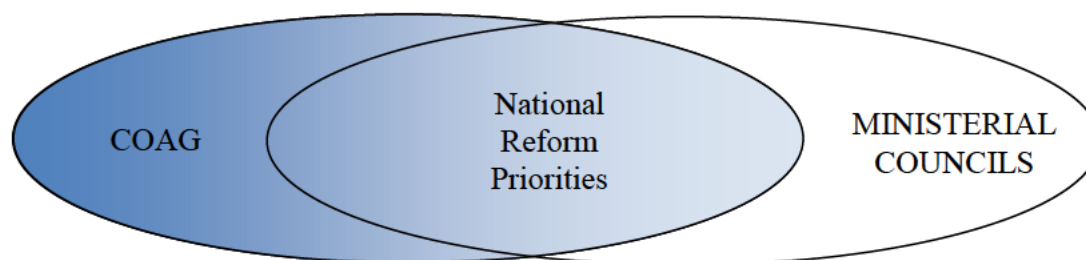 COAG
National
Reform
Priorities
MINISTERIAL
COUNCILS